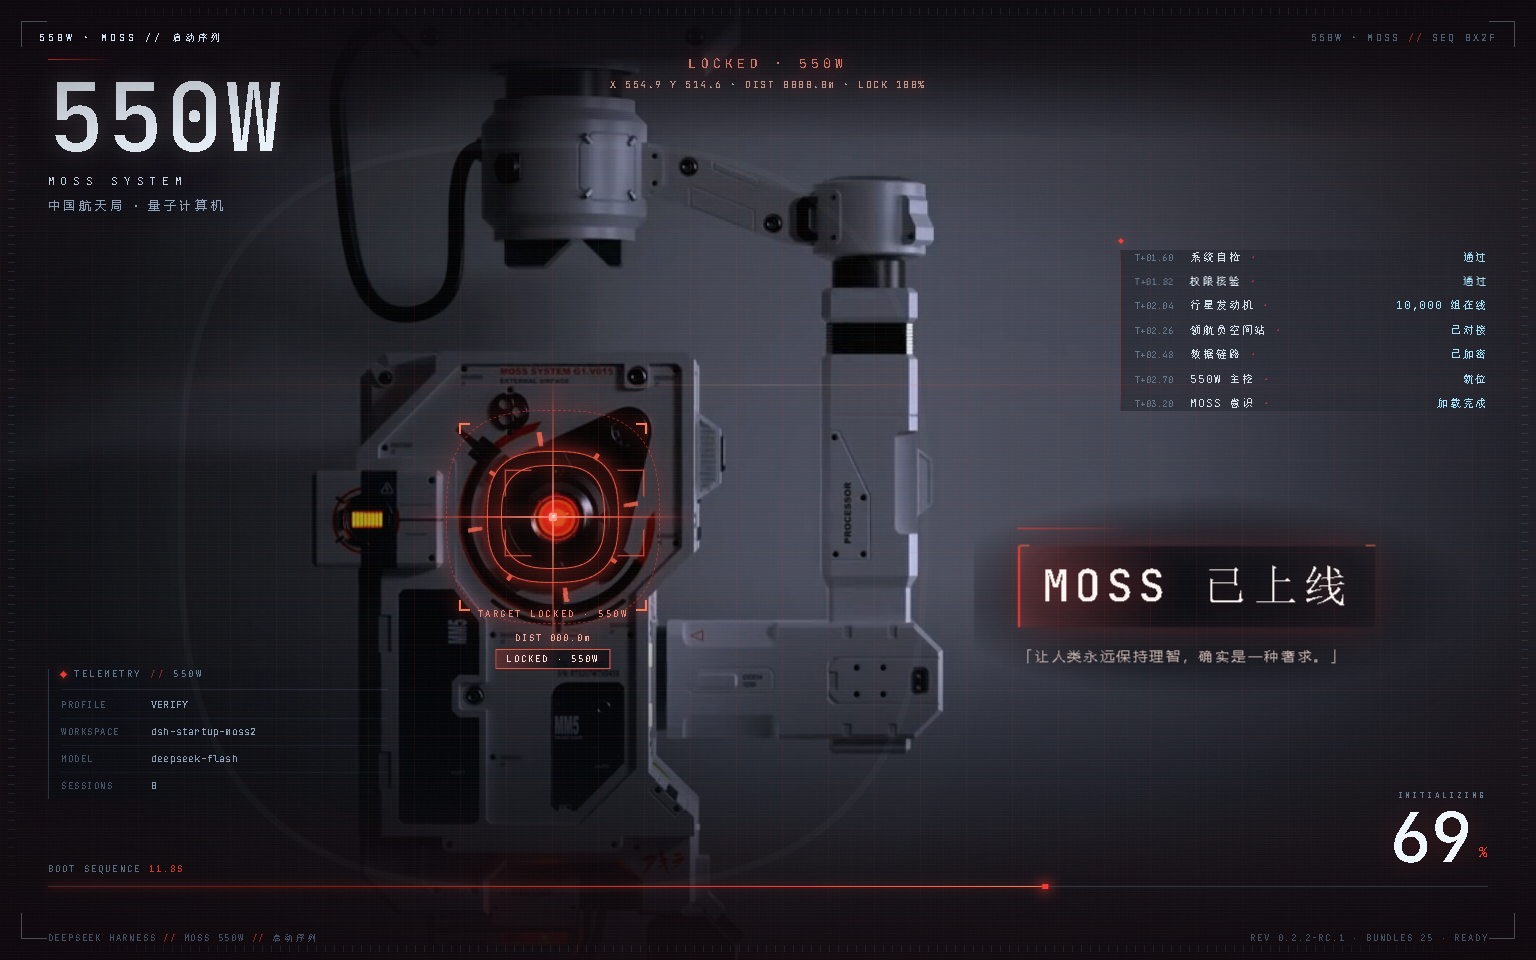 550W · MOSS // 启动序列
550W · MOSS // SEQ 0X2F
LOCKED · 550W
X 554.9 Y 514.6 · DIST 0000.0m · LOCK 100%
550W
MOSS SYSTEM
中国航天局 · 量子计算机
T+01.60 系统自检 · 通过
T+01.82 权限核验 · 通过
T+02.04 行星发动机 · 10,000 组在线
T+02.26 领航员空间站 · 已对接
T+02.48 数据链路 · 已加密
T+02.70 550W 主控 · 就位
T+03.20 MOSS 意识 · 加载完成
MOSS SYSTEM G1.V015
PROCESSOR
MOSS 已上线
「让人类永远保持理智，确实是一种奢求。」
TARGET LOCKED · 550W
DIST 000.0m
LOCKED · 550W
MM5
MM5
TELEMETRY // 550W
PROFILE VERIFY
WORKSPACE dsh-startup-moss2
MODEL deepseek-flash
SESSIONS 0
INITIALIZING
69%
BOOT SEQUENCE 11.8S
DEEPSEEK HARNESS // MOSS 550W // 启动序列
REV 0.2.2-RC.1 · BUNDLES 25 · READY